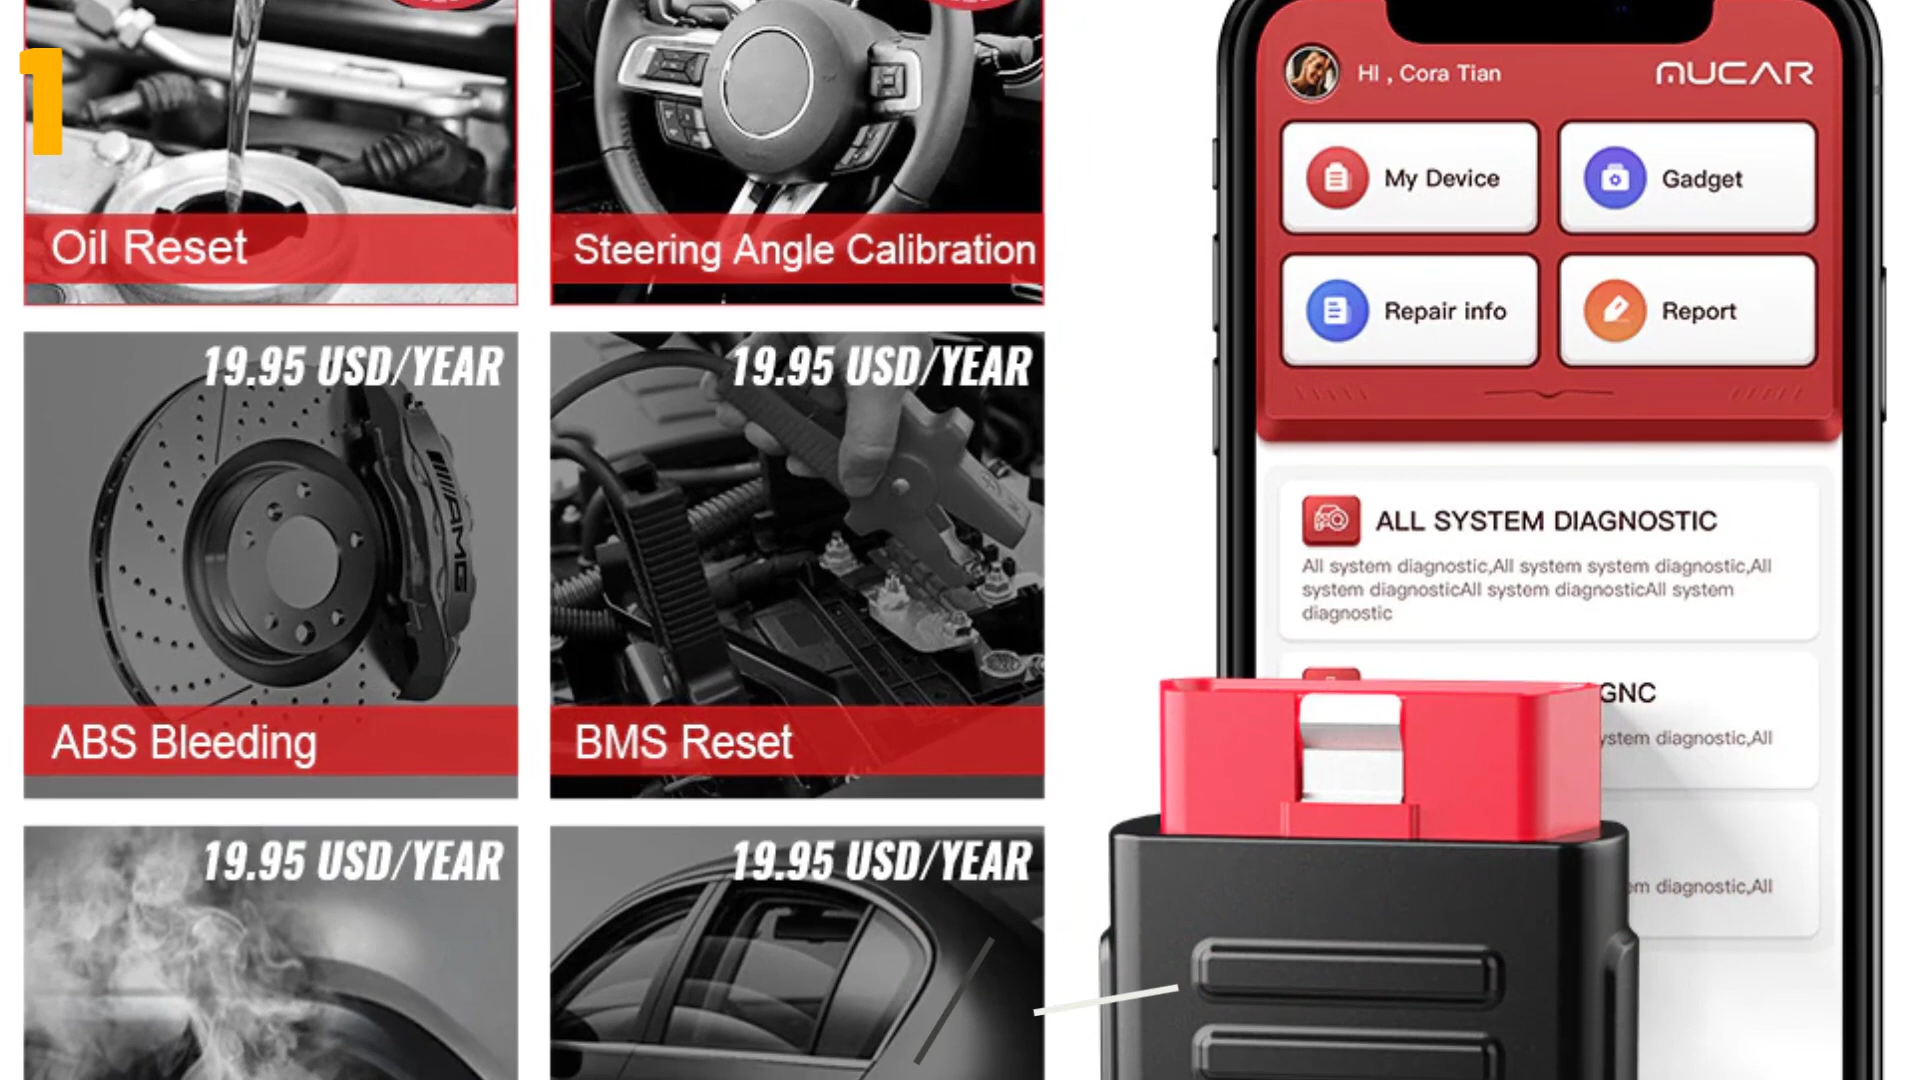 1
Oil Reset
Steering Angle Calibration
19.95 USD/YEAR
19.95 USD/YEAR
AMG
ABS Bleeding
BMS Reset
19.95 USD/YEAR
19.95 USD/YEAR
HI , Cora Tian
MUCAR
My Device
Gadget
Repair info
Report
ALL SYSTEM DIAGNOSTIC
All system diagnostic,All system system diagnostic,All
system diagnosticAll system diagnosticAll system
diagnostic
GNC
ystem diagnostic,All
em diagnostic,All